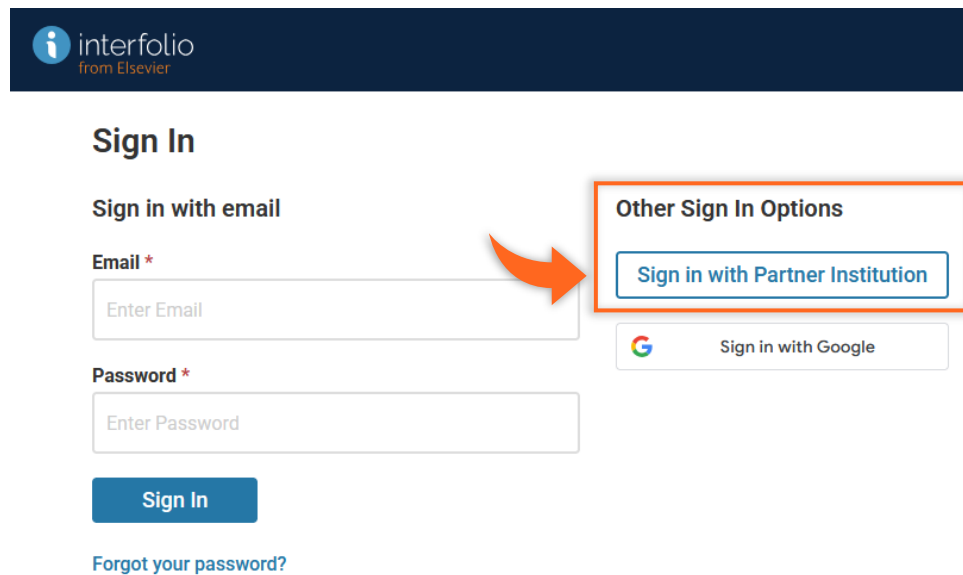 interfolio
from Elsevier
Sign In
Sign in with email
Email *
Enter Email
Password *
Enter Password
Sign In
Forgot your password?
Other Sign In Options
Sign in with Partner Institution
Sign in with Google